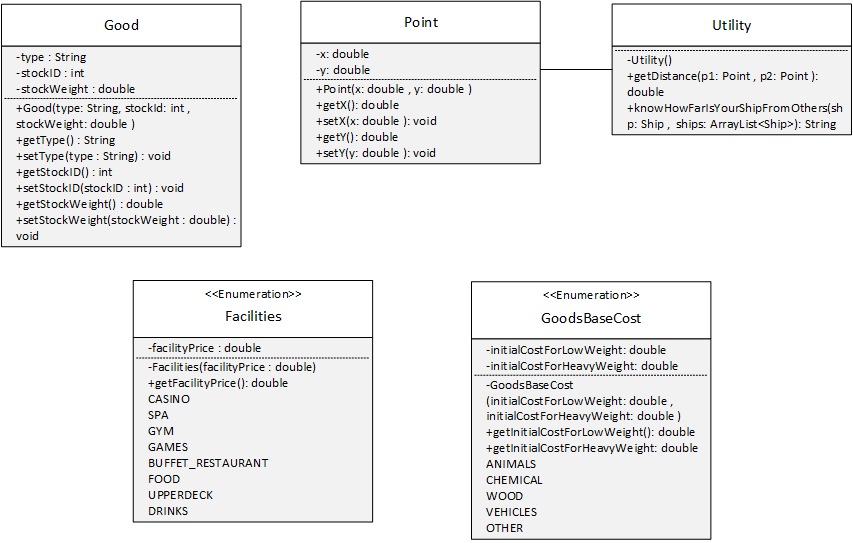 Good
-type : String
-stockID : int
-stockWeight : double
+Good(type: String, stockId: int ,
stockWeight: double )
+getType() : String
+setType(type : String) : void
+getStockID() : int
+setStockID(stockID : int) : void
+getStockWeight() : double
+setStockWeight(stockWeight : double) :
void
Point
-x: double
-y: double
+Point(x: double , y: double )
+getX(): double
+setX(x: double ): void
+getY(): double
+setY(y: double ): void
Utility
-Utility()
+getDistance(p1: Point , p2: Point ):
double
+knowHowFarIsYourShipFromOthers(sh
p: Ship , ships: ArrayList<Ship>): String
<<Enumeration>>
Facilities
-facilityPrice : double
-Facilities(facilityPrice : double)
+getFacilityPrice(): double
CASINO
SPA
GYM
GAMES
BUFFET_RESTAURANT
FOOD
UPPERDECK
DRINKS
<<Enumeration>>
GoodsBaseCost
-initialCostForLowWeight: double
-initialCostForHeavyWeight: double
-GoodsBaseCost
(initialCostForLowWeight: double ,
initialCostForHeavyWeight: double )
+getInitialCostForLowWeight(): double
+getInitialCostForHeavyWeight: double
ANIMALS
CHEMICAL
WOOD
VEHICLES
OTHER